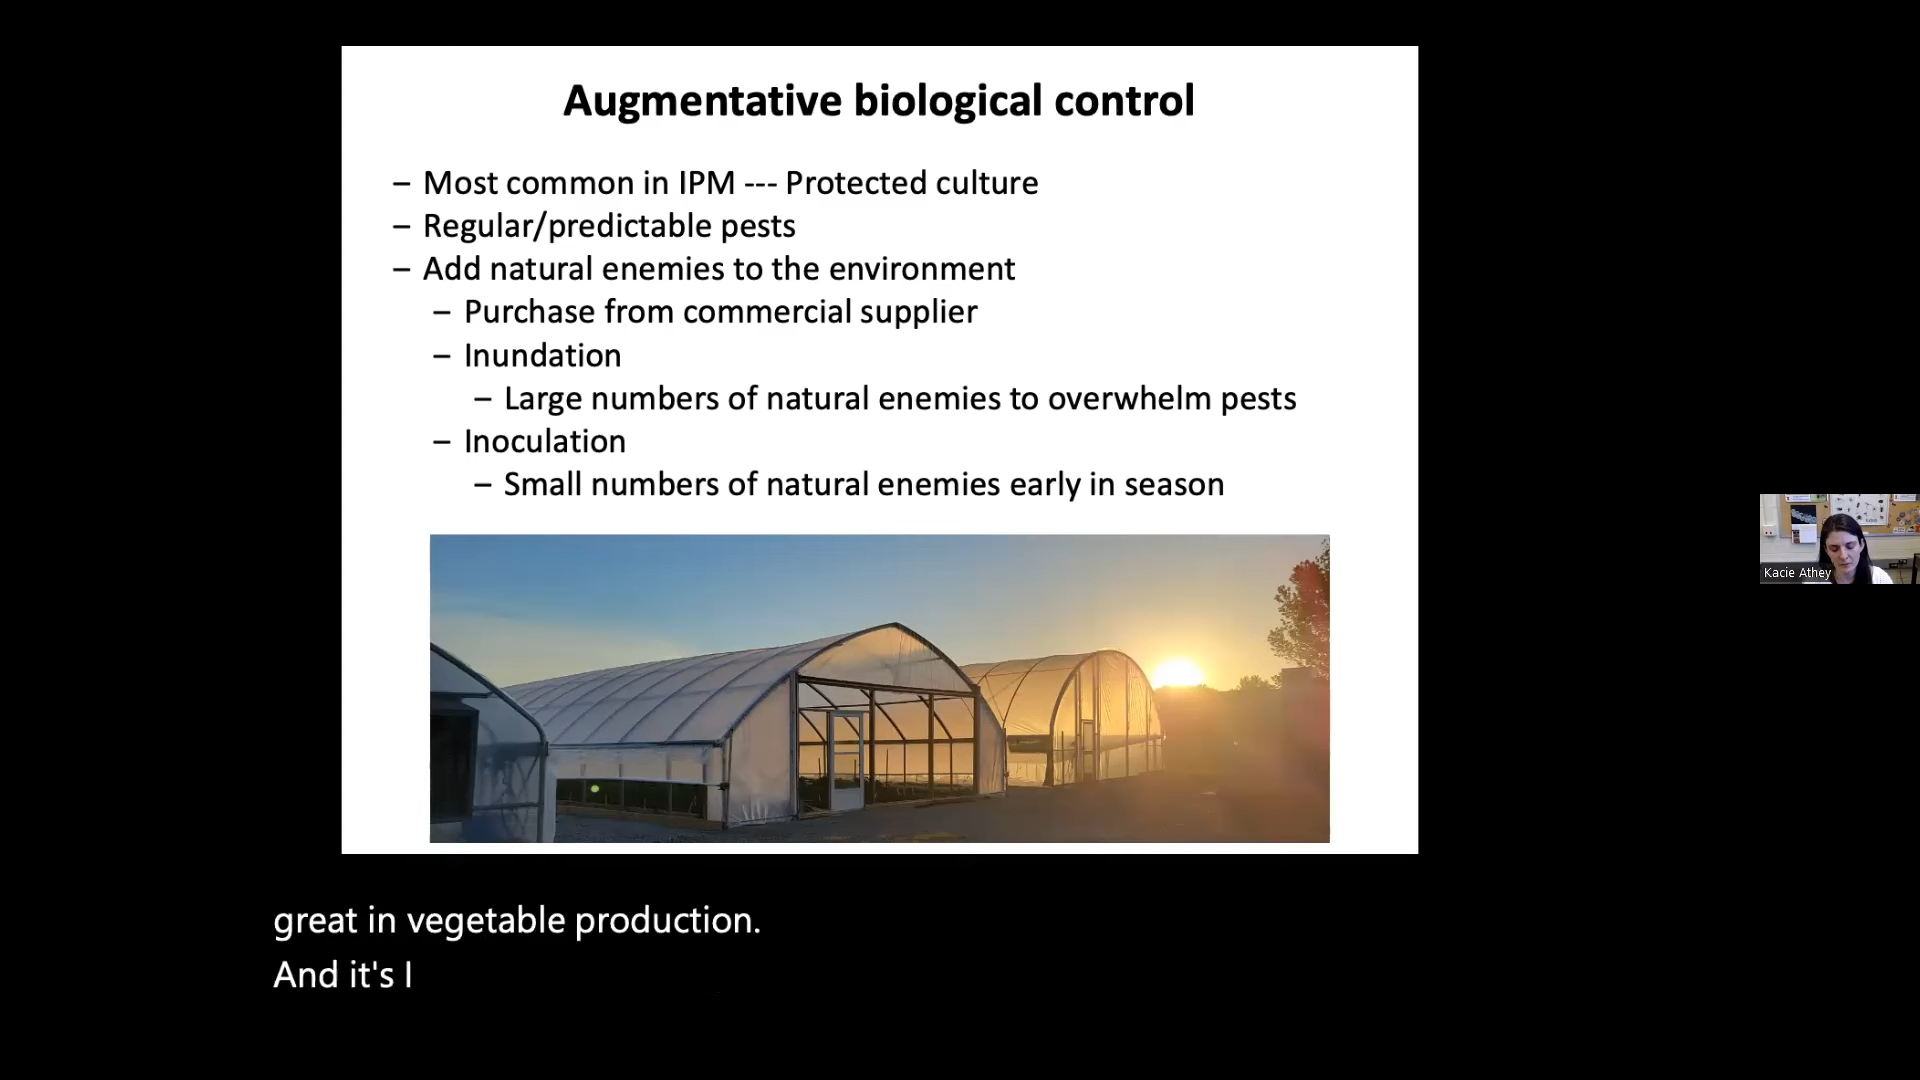 Augmentative biological control
– Most common in IPM --- Protected culture
– Regular/predictable pests
– Add natural enemies to the environment
– Purchase from commercial supplier
– Inundation
– Large numbers of natural enemies to overwhelm pests
– Inoculation
– Small numbers of natural enemies early in season
Kacie Athey
great in vegetable production.
And it's I